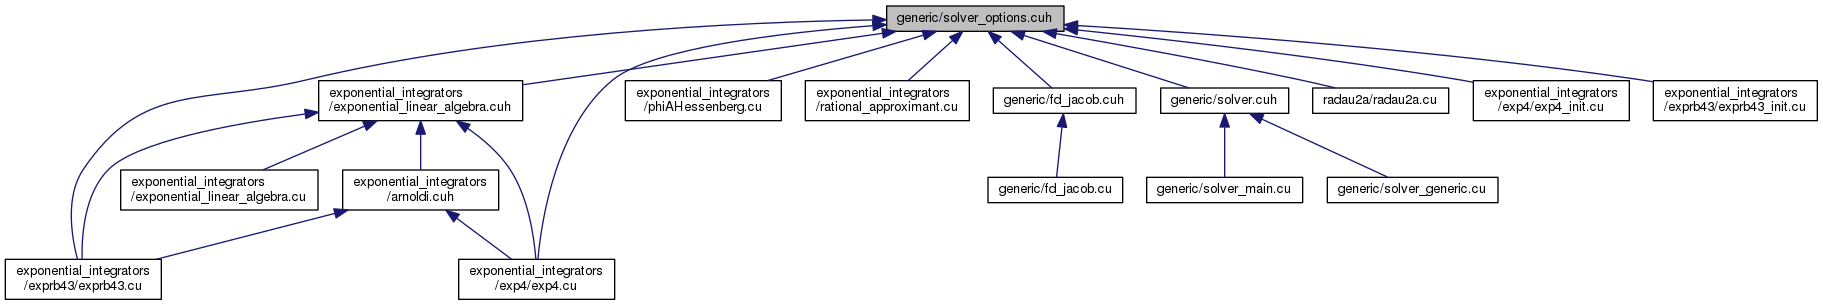 generic/solver_options.cuh
exponential_integrators
/exponential_linear_algebra.cuh
exponential_integrators
/phiAHessenberg.cu
exponential_integrators
/rational_approximant.cu
generic/fd_jacob.cuh
generic/solver.cuh
radau2a/radau2a.cu
exponential_integrators
/exp4/exp4_init.cu
exponential_integrators
/exprb43/exprb43_init.cu
exponential_integrators
/exponential_linear_algebra.cu
exponential_integrators
/arnoldi.cuh
generic/fd_jacob.cu
generic/solver_main.cu
generic/solver_generic.cu
exponential_integrators
/exprb43/exprb43.cu
exponential_integrators
/exp4/exp4.cu